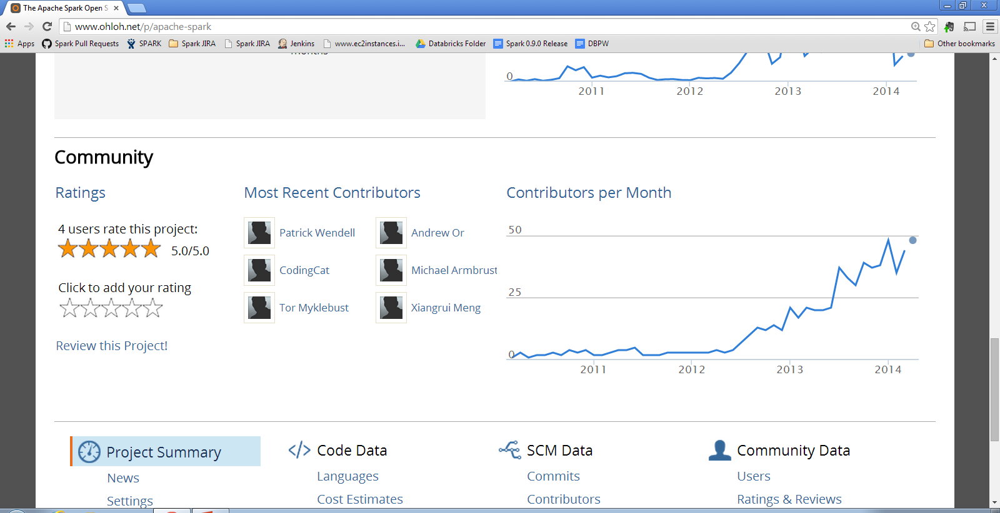 The Apache Spark Open S
www.ohloh.net/p/apache-spark
Apps Spark Pull Requests SPARK Spark JIRA Spark JIRA Jenkins www.ec2instances.i... Databricks Folder Spark 0.9.0 Release DBPW Other bookmarks
months
0
2011 2012 2013 2014
Community
Ratings
4 users rate this project:
5.0/5.0
Click to add your rating
Review this Project!
Most Recent Contributors
Patrick Wendell Andrew Or
CodingCat Michael Armbrust
Tor Myklebust Xiangrui Meng
Contributors per Month
50
25
0
2011 2012 2013 2014
Project Summary
News
Settings
Code Data
Languages
Cost Estimates
SCM Data
Commits
Contributors
Community Data
Users
Ratings & Reviews